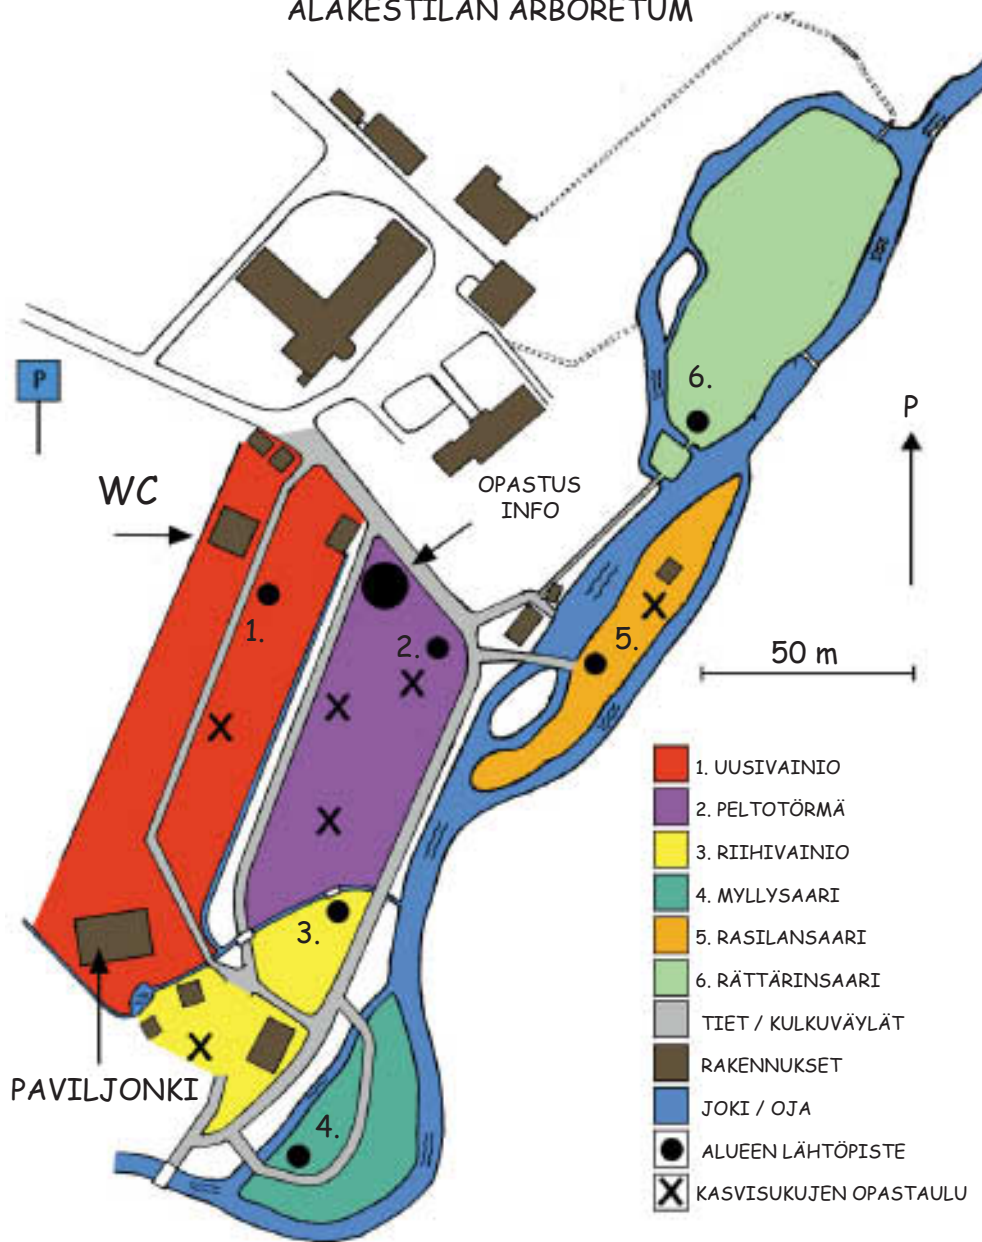 ALAKESTILÄN ARBORETUM
P
6.
P
WC
OPASTUS
INFO
1.
2.
5.
50 m
1. UUSIVAINIO
2. PELTOTÖRMÄ
3. RIIHIVAINIO
4. MYLLYSAARI
5. RASILANSAARI
6. RÄTTÄRINSAARI
TIET / KULKUVÄYLÄT
RAKENNUKSET
JOKI / OJA
ALUEEN LÄHTÖPISTE
KASVISUKUJEN OPASTAULU
3.
PAVILJONKI
4.